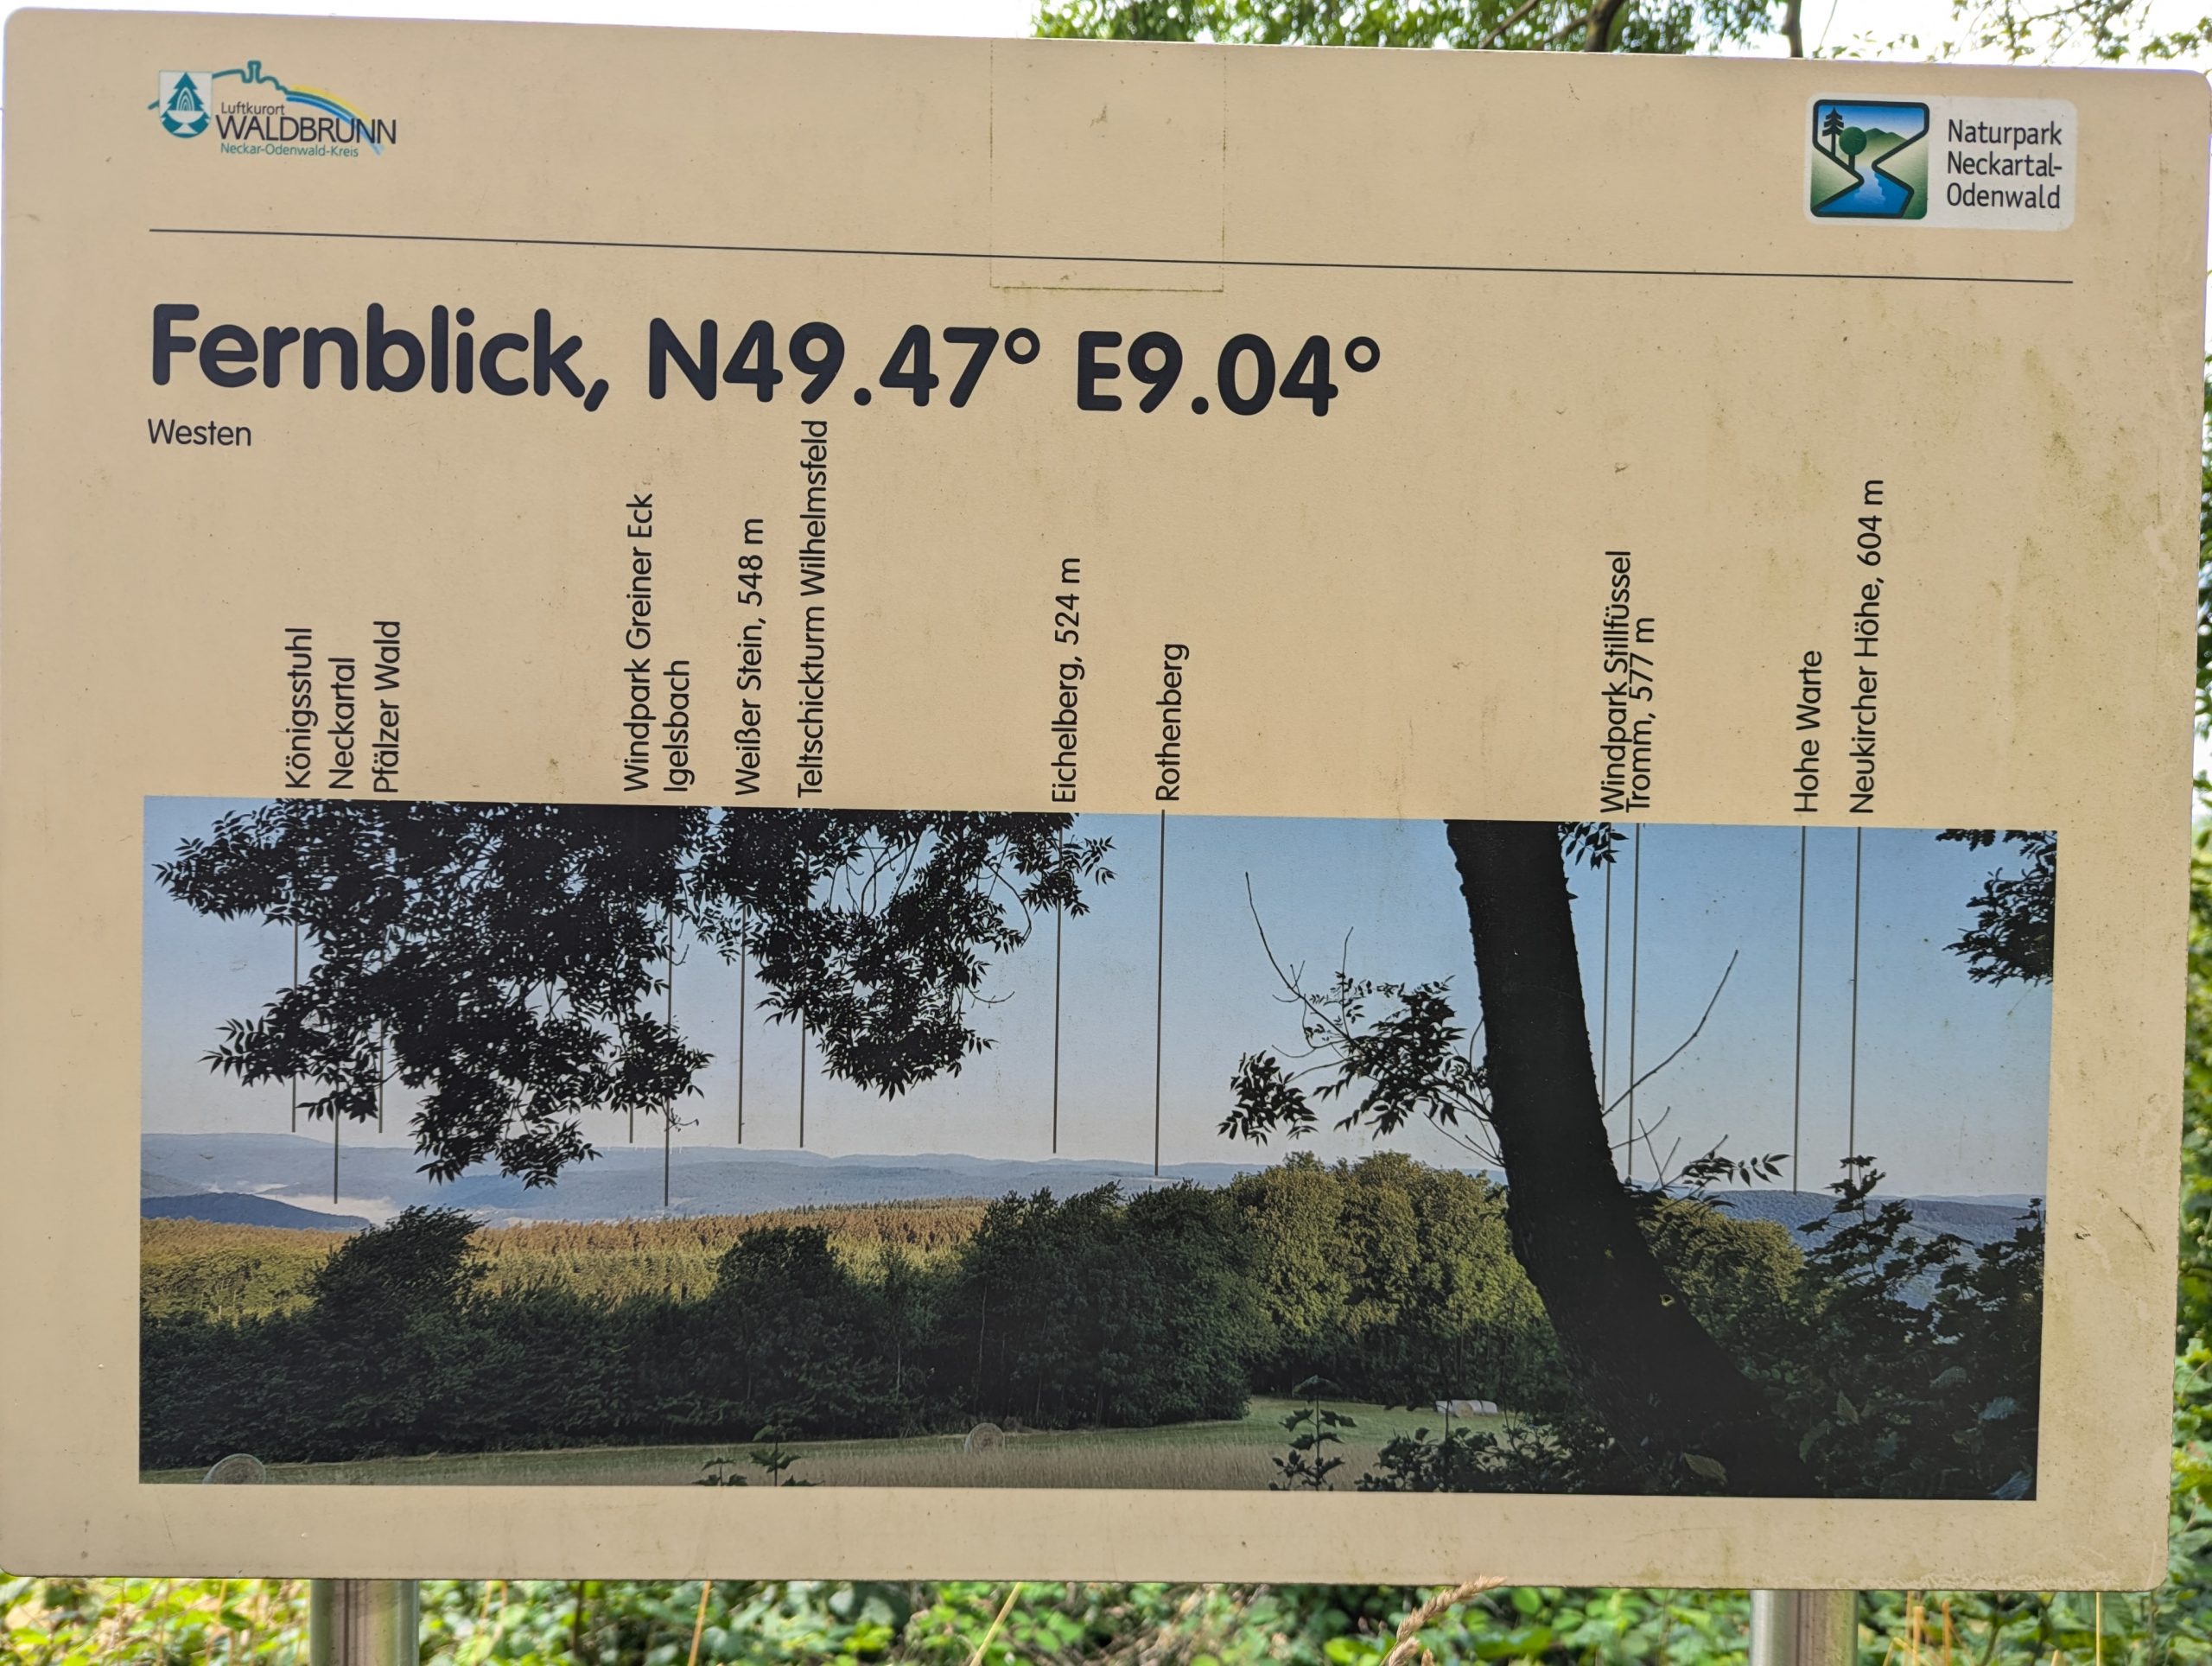 Luftkurort
WALDBRUNN
Neckar-Odenwald-Kreis
Naturpark
Neckartal-
Odenwald
Fernblick, N49.47° E9.04°
Westen
Königsstuhl
Neckartal
Pfälzer Wald
Windpark Greiner Eck
Igelsbach
Weißer Stein, 548 m
Teltschickturm Wilhelmsfeld
Eichelberg, 524 m
Rothenberg
Windpark Stillfüssel
Tromm, 577 m
Hohe Warte
Neukircher Höhe, 604 m